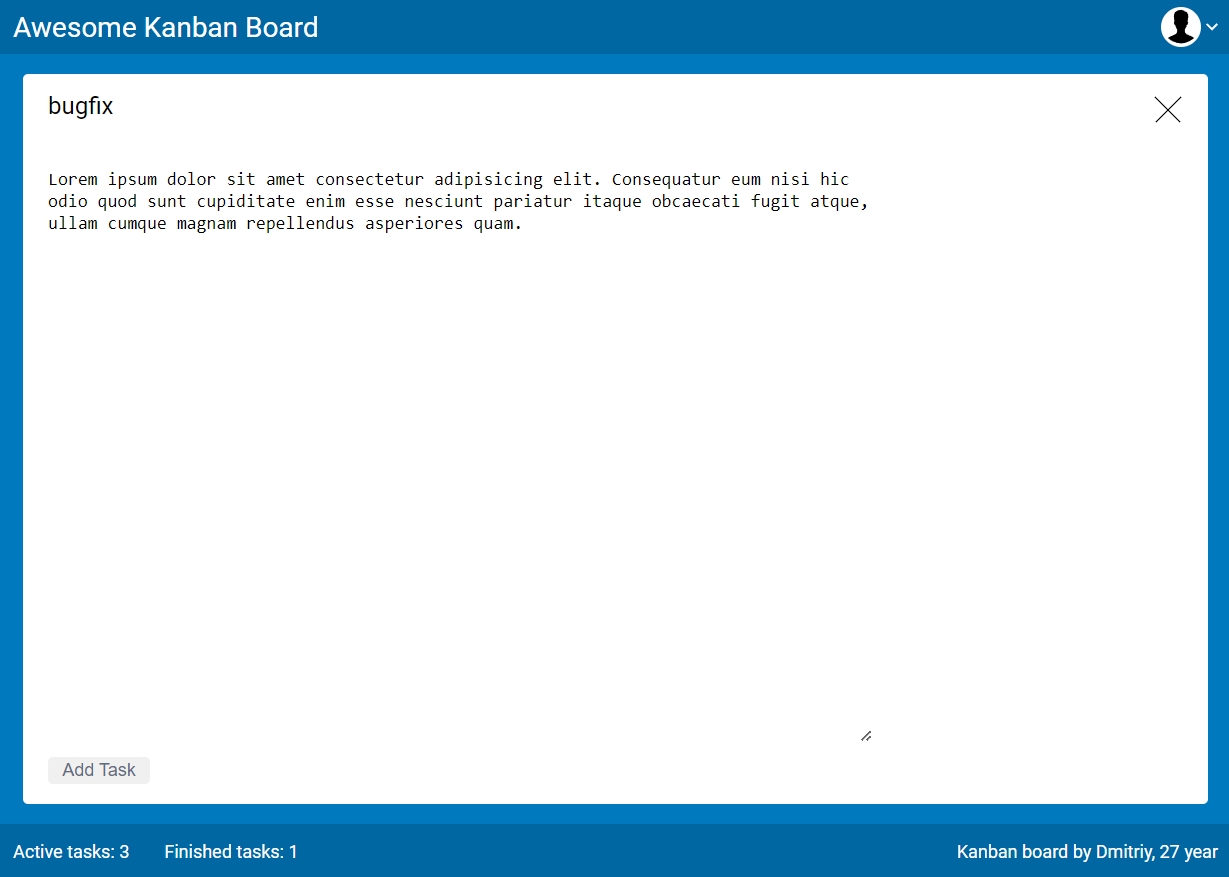 Awesome Kanban Board
bugfix
Lorem ipsum dolor sit amet consectetur adipisicing elit. Consequatur eum nisi hic
odio quod sunt cupiditate enim esse nesciunt pariatur itaque obcaecati fugit atque,
ullam cumque magnam repellendus asperiores quam.
Add Task
Active tasks: 3 Finished tasks: 1 Kanban board by Dmitriy, 27 year